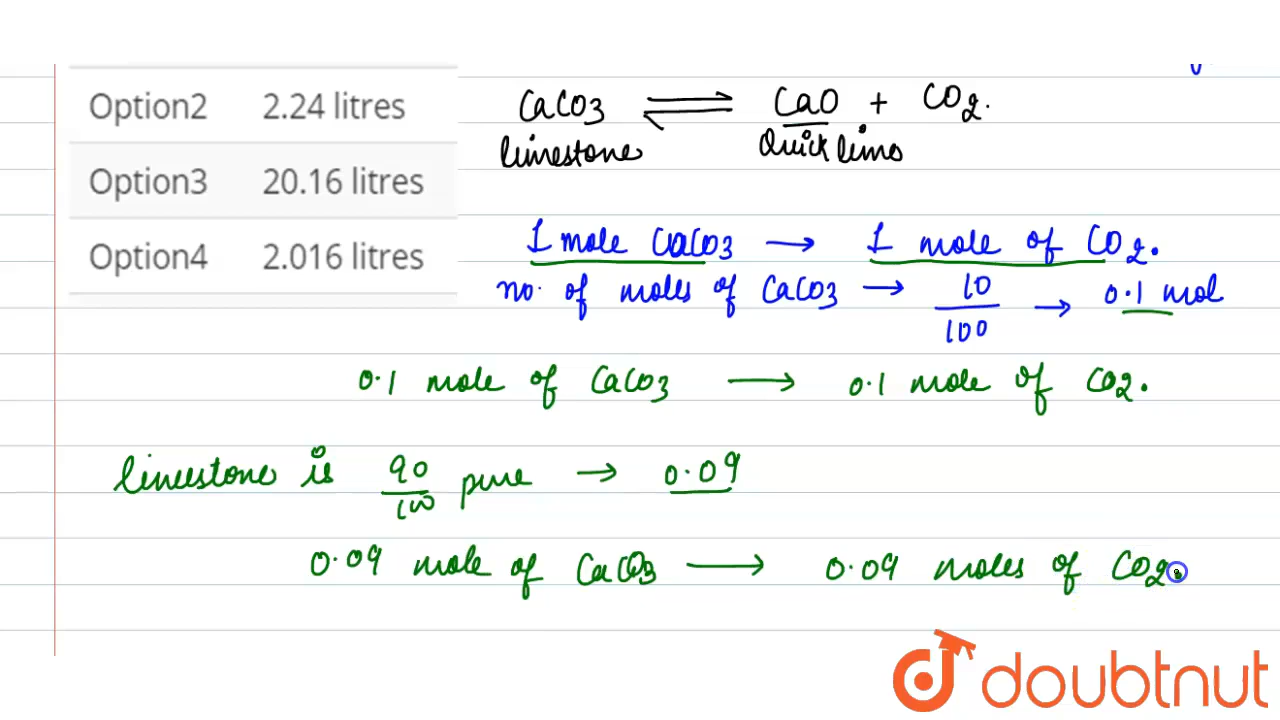 Option2 2.24 litres
Option3 20.16 litres
Option4 2.016 litres
CaCO3 ⇌ CaO + CO2.
limestone Quick lime
1 mole CaCO3 → 1 mole of CO2.
no. of moles of CaCO3 → 10/100 → 0.1 mol
0.1 mole of CaCO3 → 0.1 mole of CO2.
limestone is 90/100 pure → 0.09
0.09 mole of CaCO3 → 0.09 moles of CO2.
doubtnut